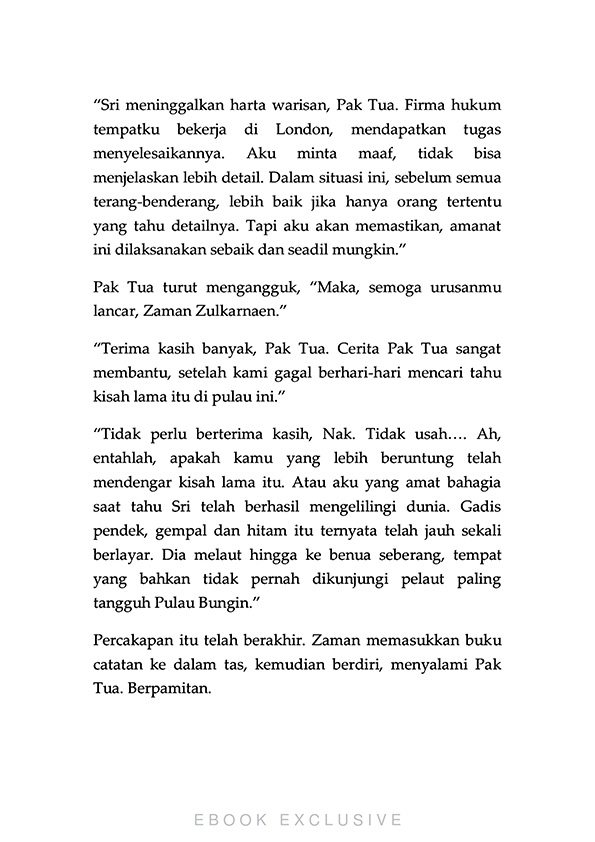 “Sri meninggalkan harta warisan, Pak Tua. Firma hukum
tempatku bekerja di London, mendapatkan tugas
menyelesaikannya. Aku minta maaf, tidak bisa
menjelaskan lebih detail. Dalam situasi ini, sebelum semua
terang-benderang, lebih baik jika hanya orang tertentu
yang tahu detailnya. Tapi aku akan memastikan, amanat
ini dilaksanakan sebaik dan seadil mungkin.”
Pak Tua turut mengangguk, “Maka, semoga urusanmu
lancar, Zaman Zulkarnaen.”
“Terima kasih banyak, Pak Tua. Cerita Pak Tua sangat
membantu, setelah kami gagal berhari-hari mencari tahu
kisah lama itu di pulau ini.”
“Tidak perlu berterima kasih, Nak. Tidak usah…. Ah,
entahlah, apakah kamu yang lebih beruntung telah
mendengar kisah lama itu. Atau aku yang amat bahagia
saat tahu Sri telah berhasil mengelilingi dunia. Gadis
pendek, gempal dan hitam itu ternyata telah jauh sekali
berlayar. Dia melaut hingga ke benua seberang, tempat
yang bahkan tidak pernah dikunjungi pelaut paling
tangguh Pulau Bungin.”
Percakapan itu telah berakhir. Zaman memasukkan buku
catatan ke dalam tas, kemudian berdiri, menyalami Pak
Tua. Berpamitan.
EBOOK EXCLUSIVE